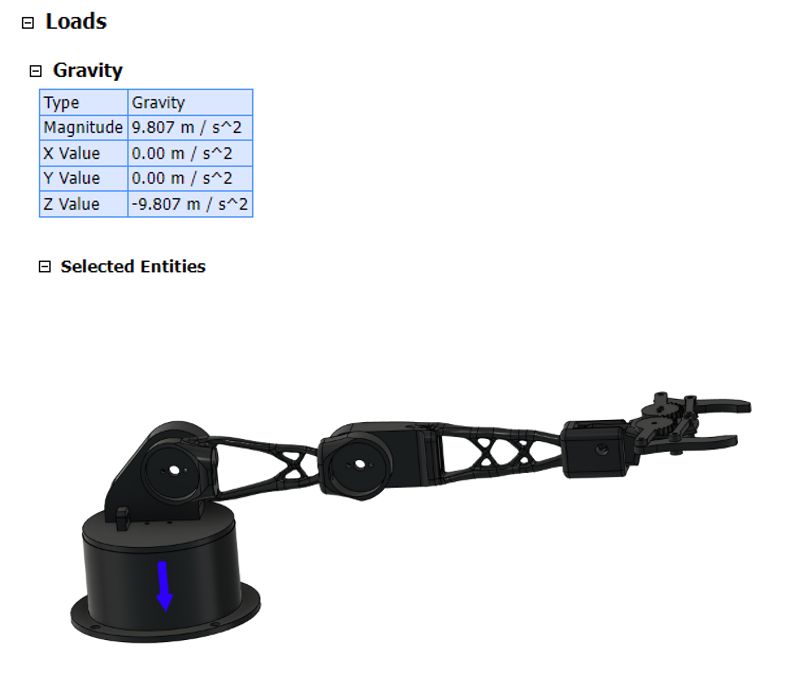 Loads
Gravity
Type Gravity
Magnitude 9.807 m / s^2
X Value 0.00 m / s^2
Y Value 0.00 m / s^2
Z Value -9.807 m / s^2
Selected Entities